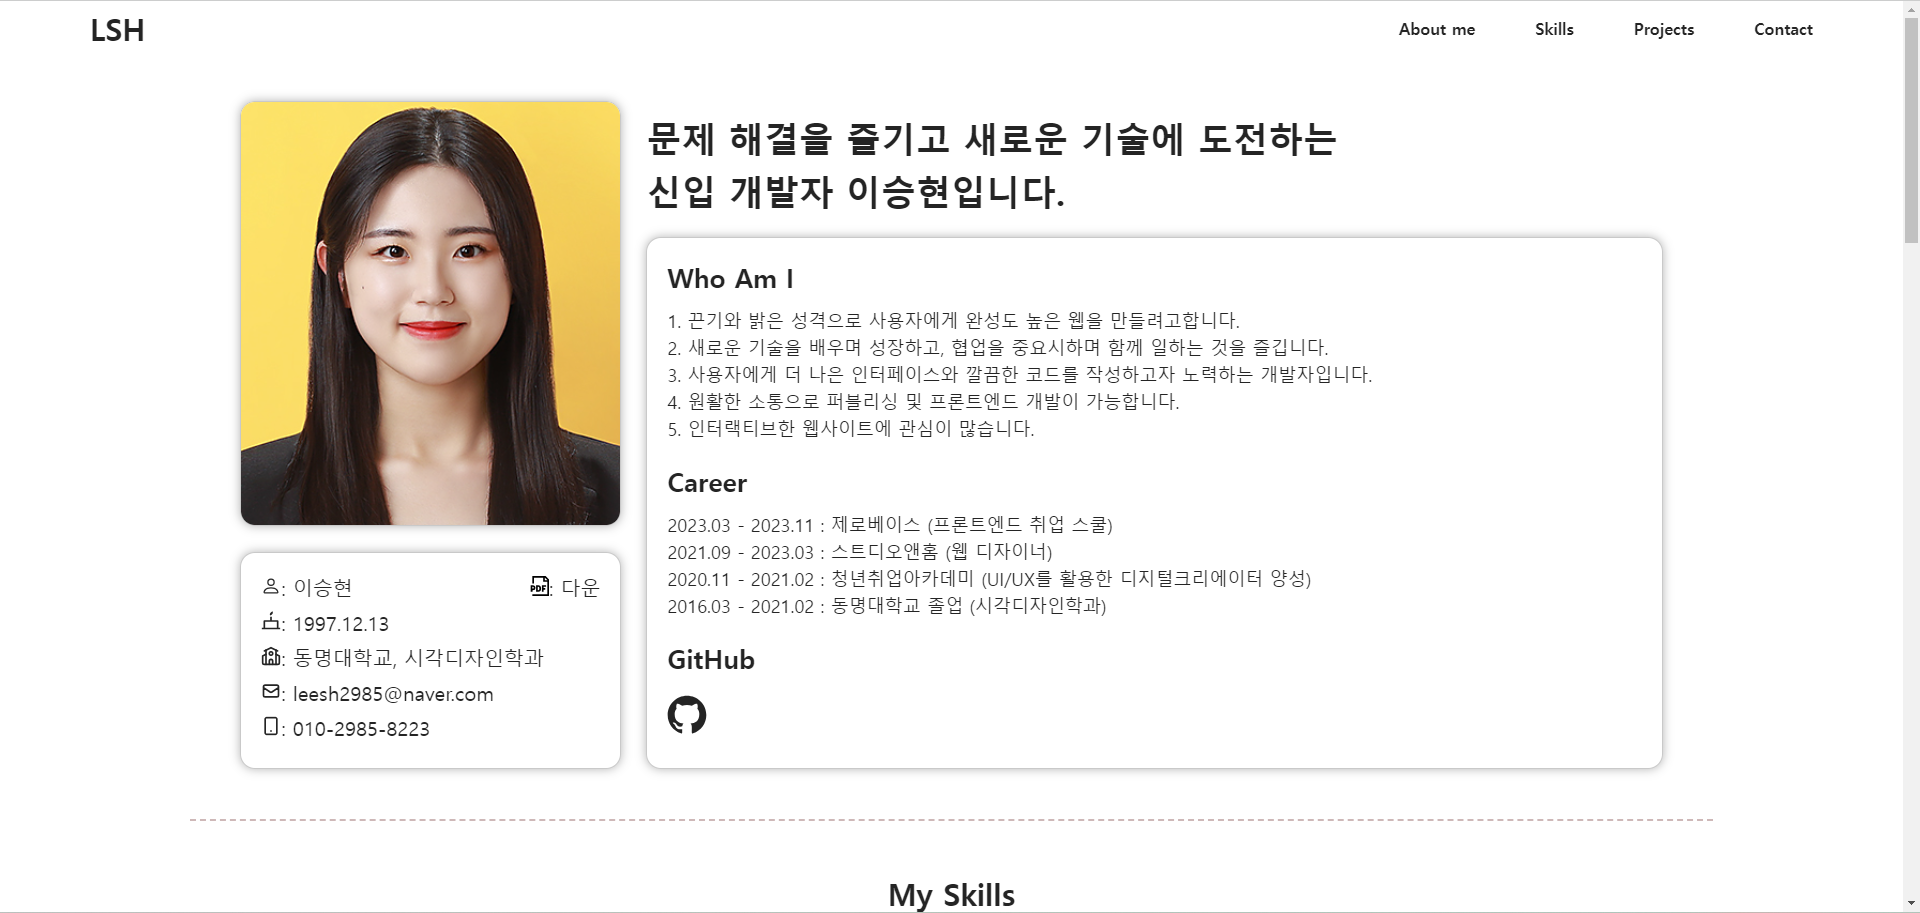 LSH
About me
Skills
Projects
Contact
문제 해결을 즐기고 새로운 기술에 도전하는
신입 개발자 이승현입니다.
Who Am I
1. 끈기와 밝은 성격으로 사용자에게 완성도 높은 웹을 만들려고합니다.
2. 새로운 기술을 배우며 성장하고, 협업을 중요시하며 함께 일하는 것을 즐깁니다.
3. 사용자에게 더 나은 인터페이스와 깔끔한 코드를 작성하고자 노력하는 개발자입니다.
4. 원활한 소통으로 퍼블리싱 및 프론트엔드 개발이 가능합니다.
5. 인터랙티브한 웹사이트에 관심이 많습니다.
Career
2023.03 - 2023.11 : 제로베이스 (프론트엔드 취업 스쿨)
2021.09 - 2023.03 : 스트디오앤홈 (웹 디자이너)
2020.11 - 2021.02 : 청년취업아카데미 (UI/UX를 활용한 디지털크리에이터 양성)
2016.03 - 2021.02 : 동명대학교 졸업 (시각디자인학과)
GitHub
: 이승현
PDF : 다운
: 1997.12.13
: 동명대학교, 시각디자인학과
: leesh2985@naver.com
: 010-2985-8223
My Skills